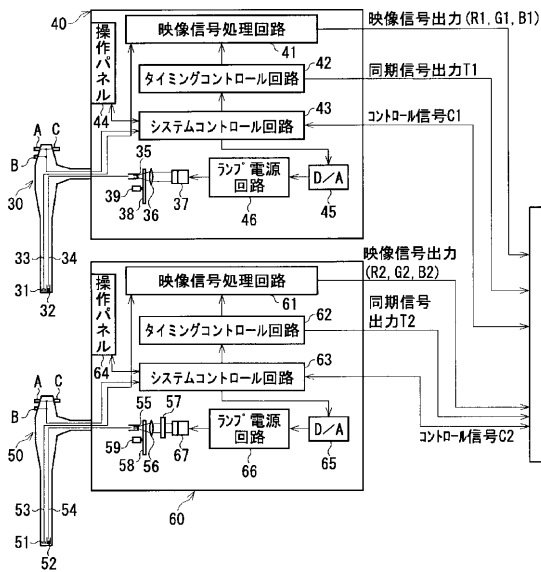 40
操作パネル
44
映像信号処理回路
41
映像信号出力(R1, G1, B1)
42
タイミングコントロール回路
同期信号出力T1
43
システムコントロール回路
コントロール信号C1
A
C
B
30
35
39
38
36
37
ランプ電源
回路
46
D/A
45
33
34
31
32
操作パネル
64
映像信号処理回路
61
映像信号出力
(R2, G2, B2)
62
タイミングコントロール回路
同期信号
出力T2
63
システムコントロール回路
コントロール信号C2
A
C
B
50
55
57
59
58
56
67
ランプ電源
回路
66
D/A
65
53
54
51
52
60